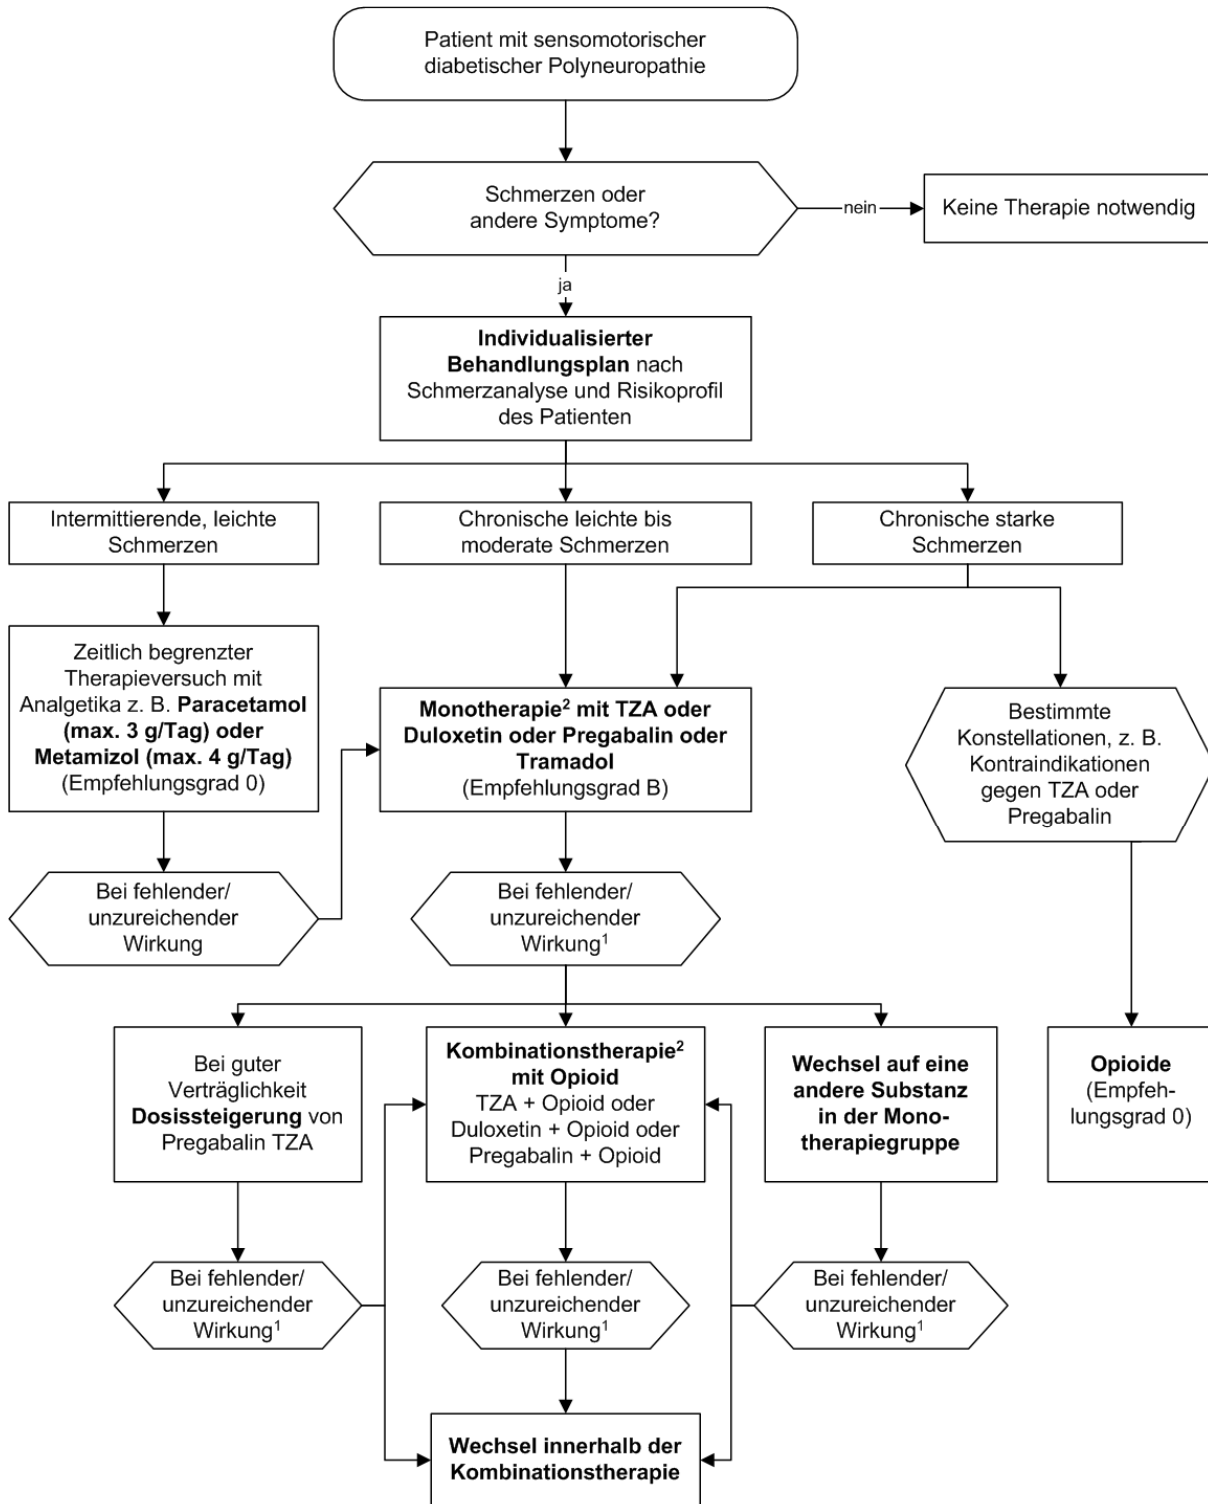 Patient mit sensomotorischer
diabetischer Polyneuropathie
Schmerzen oder
andere Symptome?
nein
Keine Therapie notwendig
ja
Individualisierter
Behandlungsplan nach
Schmerzanalyse und Risikoprofil
des Patienten
Intermittierende, leichte
Schmerzen
Chronische leichte bis
moderate Schmerzen
Chronische starke
Schmerzen
Zeitlich begrenzter
Therapieversuch mit
Analgetika z. B. Paracetamol
(max. 3 g/Tag) oder
Metamizol (max. 4 g/Tag)
(Empfehlungsgrad 0)
Monotherapie² mit TZA oder
Duloxetin oder Pregabalin oder
Tramadol
(Empfehlungsgrad B)
Bestimmte
Konstellationen, z. B.
Kontraindikationen
gegen TZA oder
Pregabalin
Bei fehlender/
unzureichender
Wirkung
Bei fehlender/
unzureichender
Wirkung¹
Bei guter
Verträglichkeit
Dosissteigerung von
Pregabalin TZA
Kombinationstherapie²
mit Opioid
TZA + Opioid oder
Duloxetin + Opioid oder
Pregabalin + Opioid
Wechsel auf eine
andere Substanz
in der Mono-
therapiegruppe
Opioide
(Empfeh-
lungsgrad 0)
Bei fehlender/
unzureichender
Wirkung¹
Bei fehlender/
unzureichender
Wirkung¹
Bei fehlender/
unzureichender
Wirkung¹
Wechsel innerhalb der
Kombinationstherapie